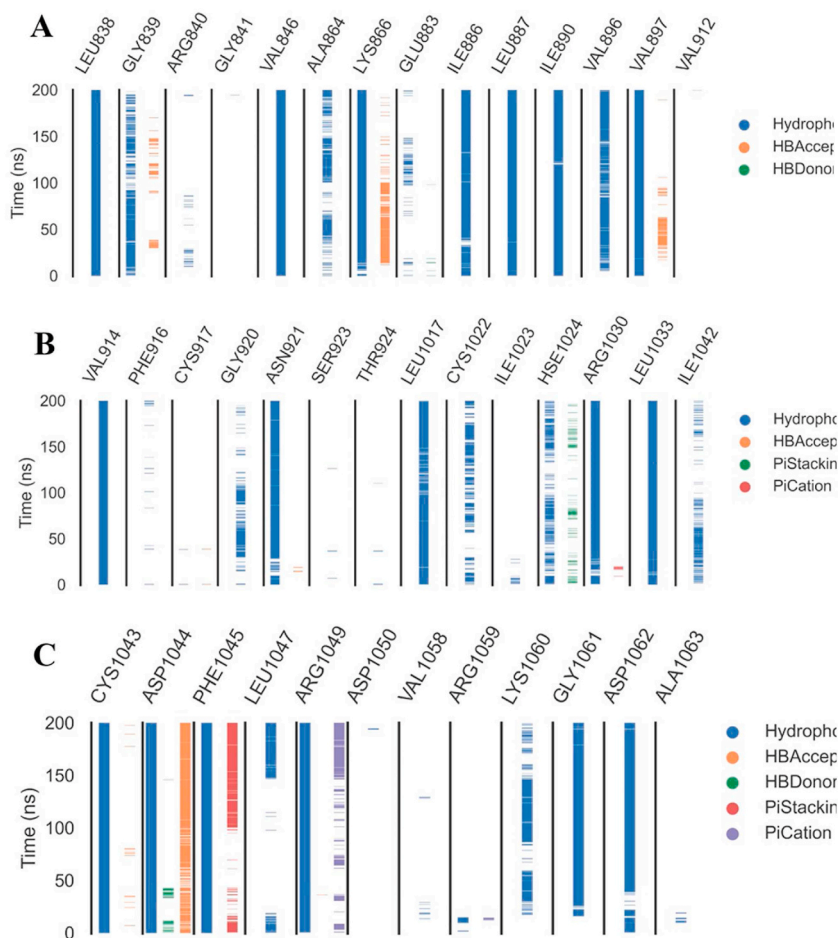 A
LEU838 GLY839 ARG840 GLY841 VAL846 ALA864 LYS866 GLU883 ILE886 LEU887 ILE890 VAL896 VAL897 VAL912
Time (ns)
200
150
100
50
0
Hydropho
HBAccep
HBDonor
B
VAL914 PHE916 CYS917 GLY920 ASN921 SER923 THR924 LEU1017 CYS1022 ILE1023 HSE1024 ARG1030 LEU1033 ILE1042
Time (ns)
200
150
100
50
0
Hydropho
HBAccep
PiStackin
PiCation
C
CYS1043 ASP1044 PHE1045 LEU1047 ARG1049 ASP1050 VAL1058 ARG1059 LYS1060 GLY1061 ASP1062 ALA1063
Time (ns)
200
150
100
50
0
Hydropho
HBAccep
HBDonor
PiStackin
PiCation